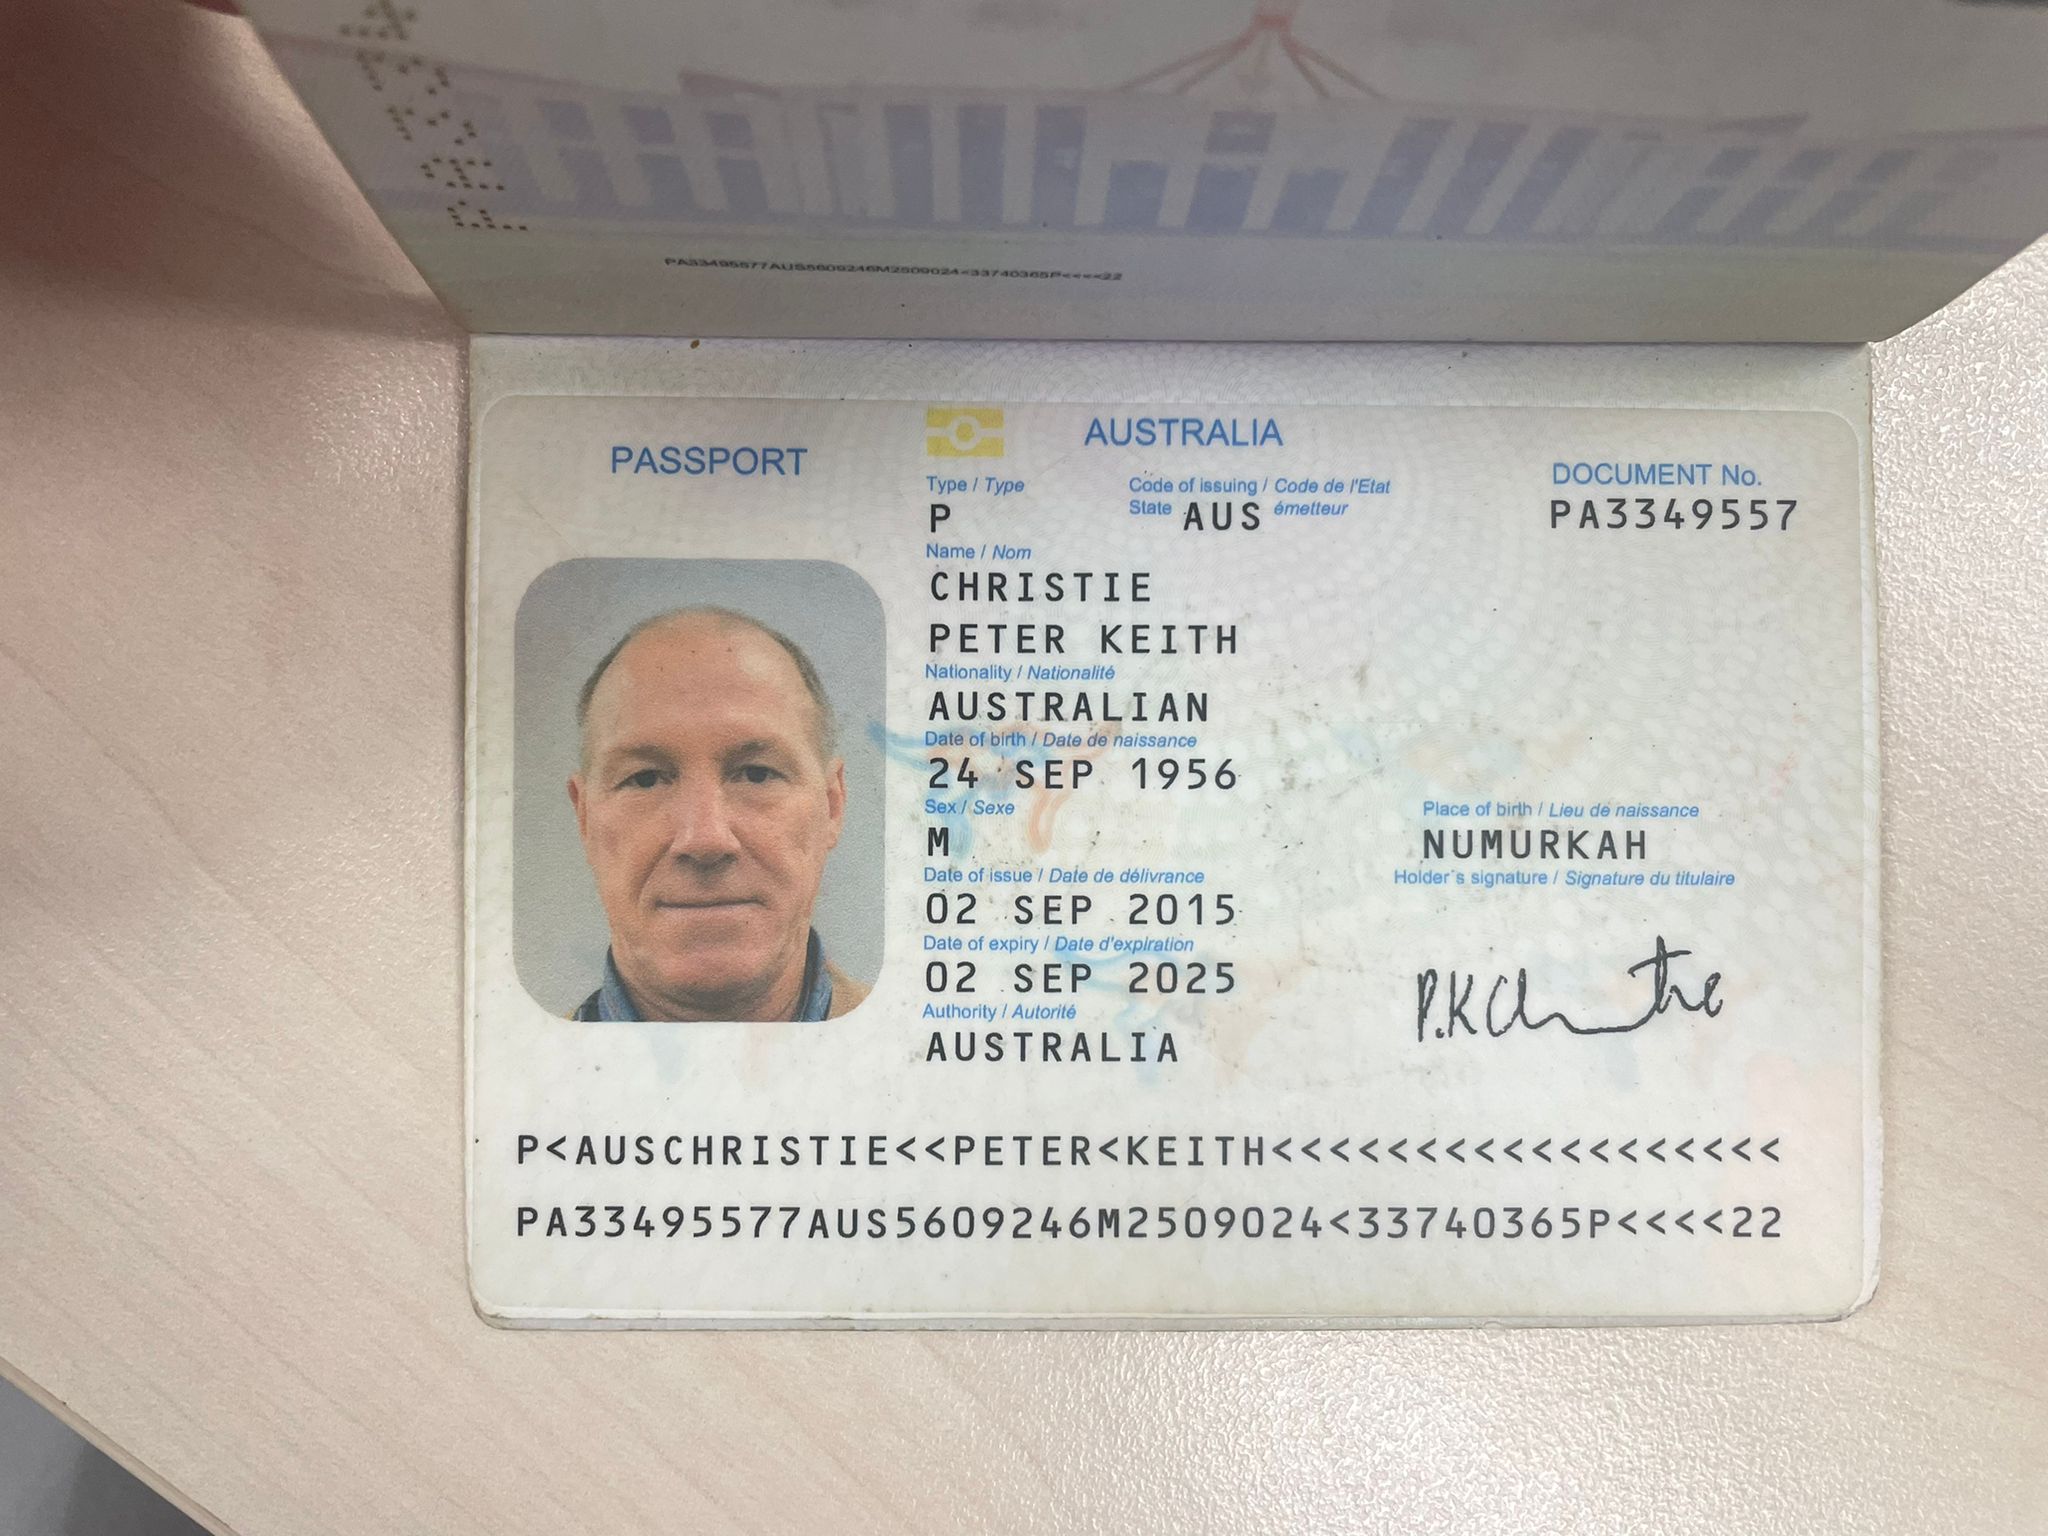 PA33495577AUS5609246M2509024<33740365P<<<<22
PASSPORT
AUSTRALIA
Type / Type
Code of issuing / Code de l'Etat
State
émetteur
DOCUMENT No.
P
AUS
PA3349557
Name / Nom
CHRISTIE
PETER KEITH
Nationality / Nationalité
AUSTRALIAN
Date of birth / Date de naissance
24 SEP 1956
Sex / Sexe
M
Place of birth / Lieu de naissance
NUMURKAH
Date of issue / Date de délivrance
02 SEP 2015
Holder's signature / Signature du titulaire
Date of expiry / Date d'expiration
02 SEP 2025
P.K Christie
Authority / Autorité
AUSTRALIA
P<AUSCHRISTIE<<PETER<KEITH<<<<<<<<<<<<<<<<<<
PA33495577AUS5609246M2509024<33740365P<<<<22